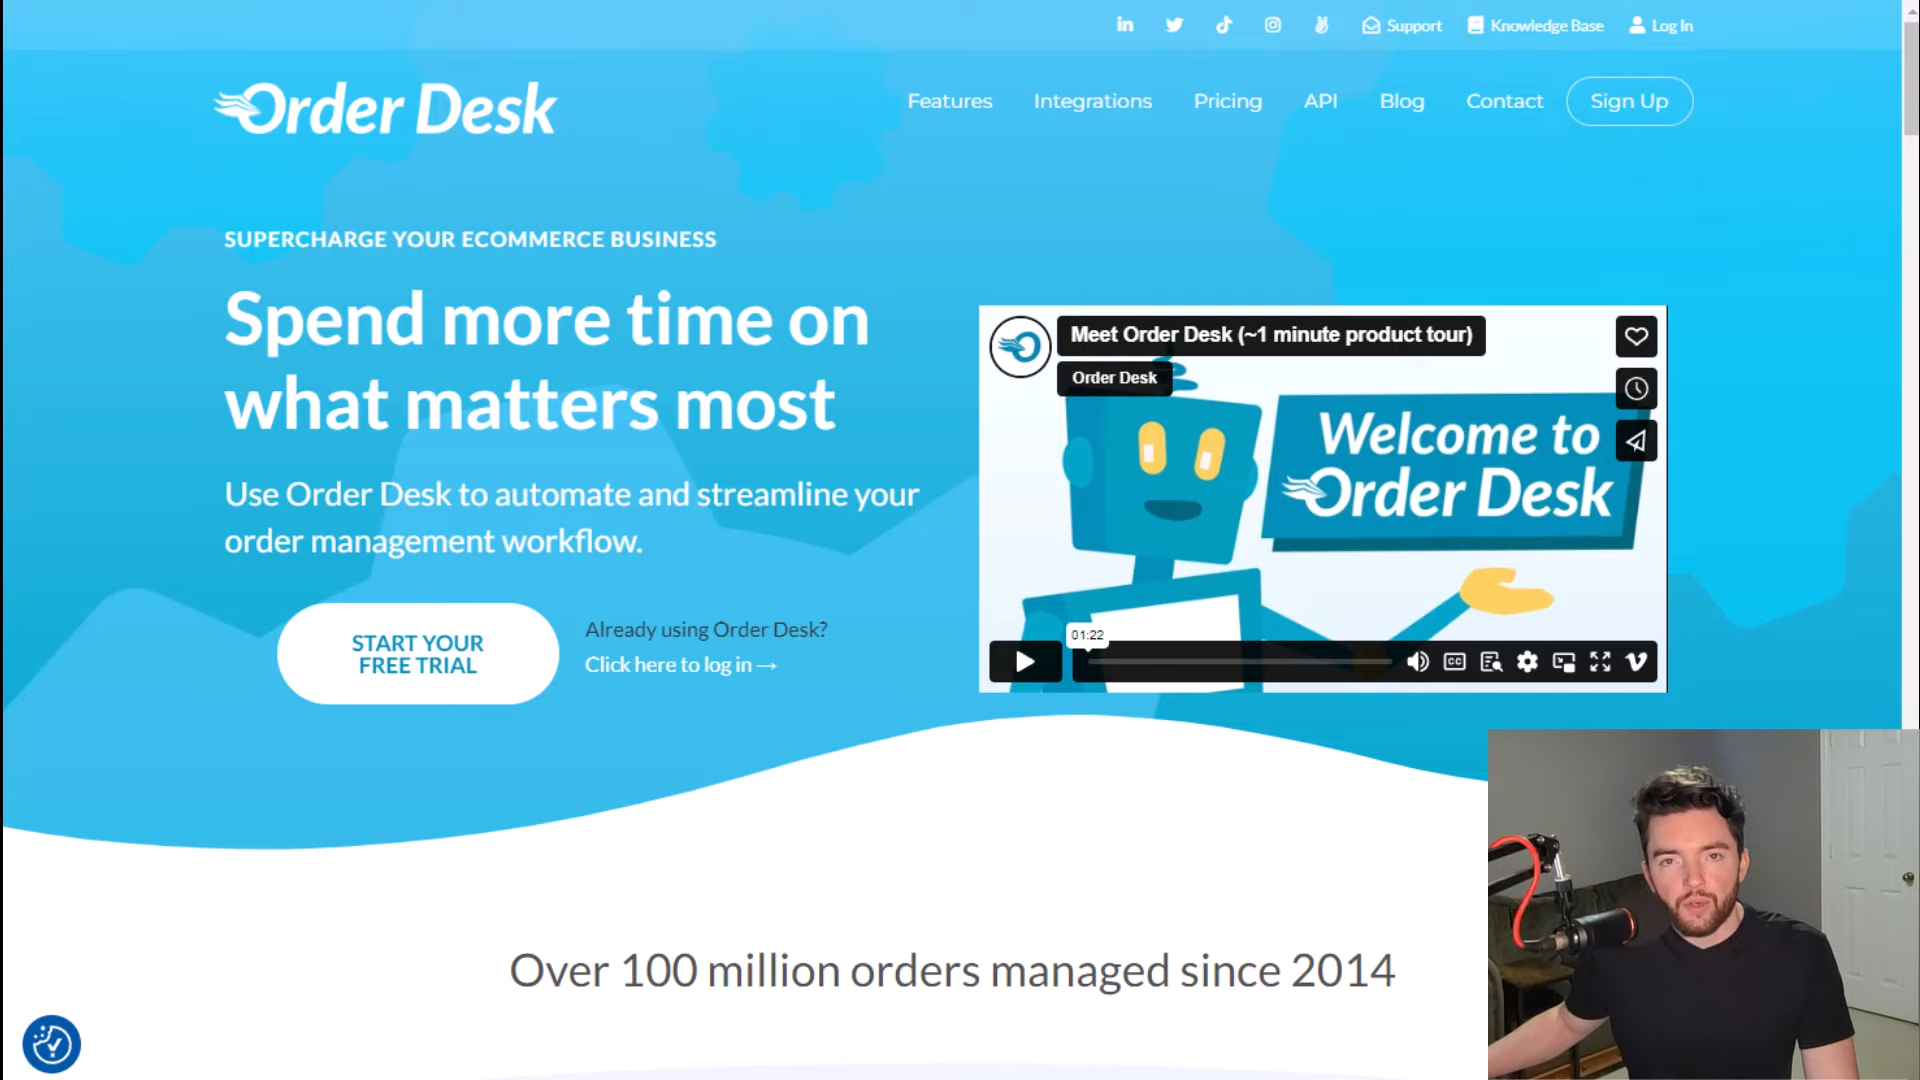 Support
Knowledge Base
Log In
Order Desk
Features
Integrations
Pricing
API
Blog
Contact
Sign Up
SUPERCHARGE YOUR ECOMMERCE BUSINESS
Spend more time on
what matters most
Use Order Desk to automate and streamline your
order management workflow.
START YOUR
FREE TRIAL
Already using Order Desk?
Click here to log in →
Meet Order Desk (~1 minute product tour)
Order Desk
Welcome to
Order Desk
01:22
CC
Over 100 million orders managed since 2014